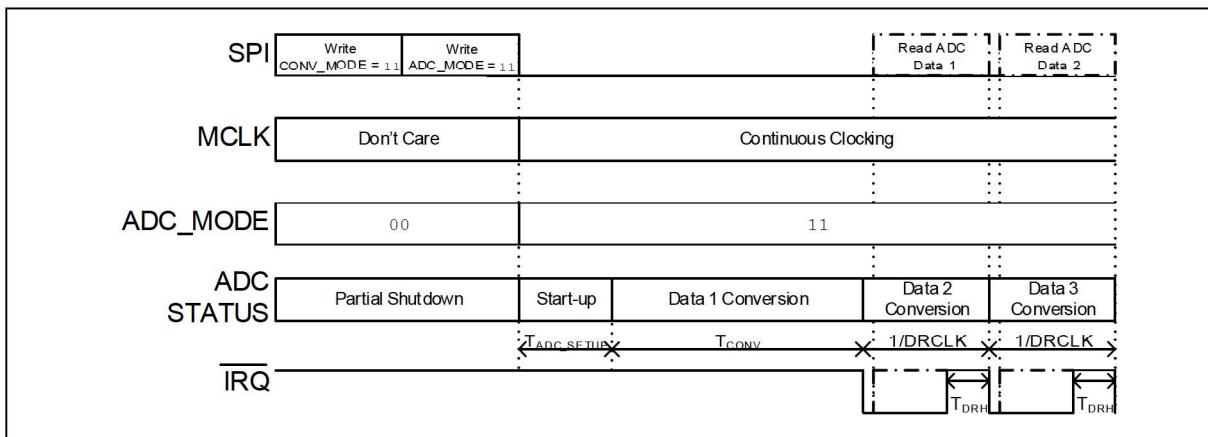 SPI
Write
CONV_MODE = 11
Write
ADC_MODE = 11
Read ADC
Data 1
Read ADC
Data 2
MCLK
Don't Care
Continuous Clocking
ADC_MODE
00
11
ADC
STATUS
Partial Shutdown
Start-up
Data 1 Conversion
Data 2
Conversion
Data 3
Conversion
TADC_SETUP
TCONV
1/DRCLK
1/DRCLK
IRQ
TDRH
TDRH